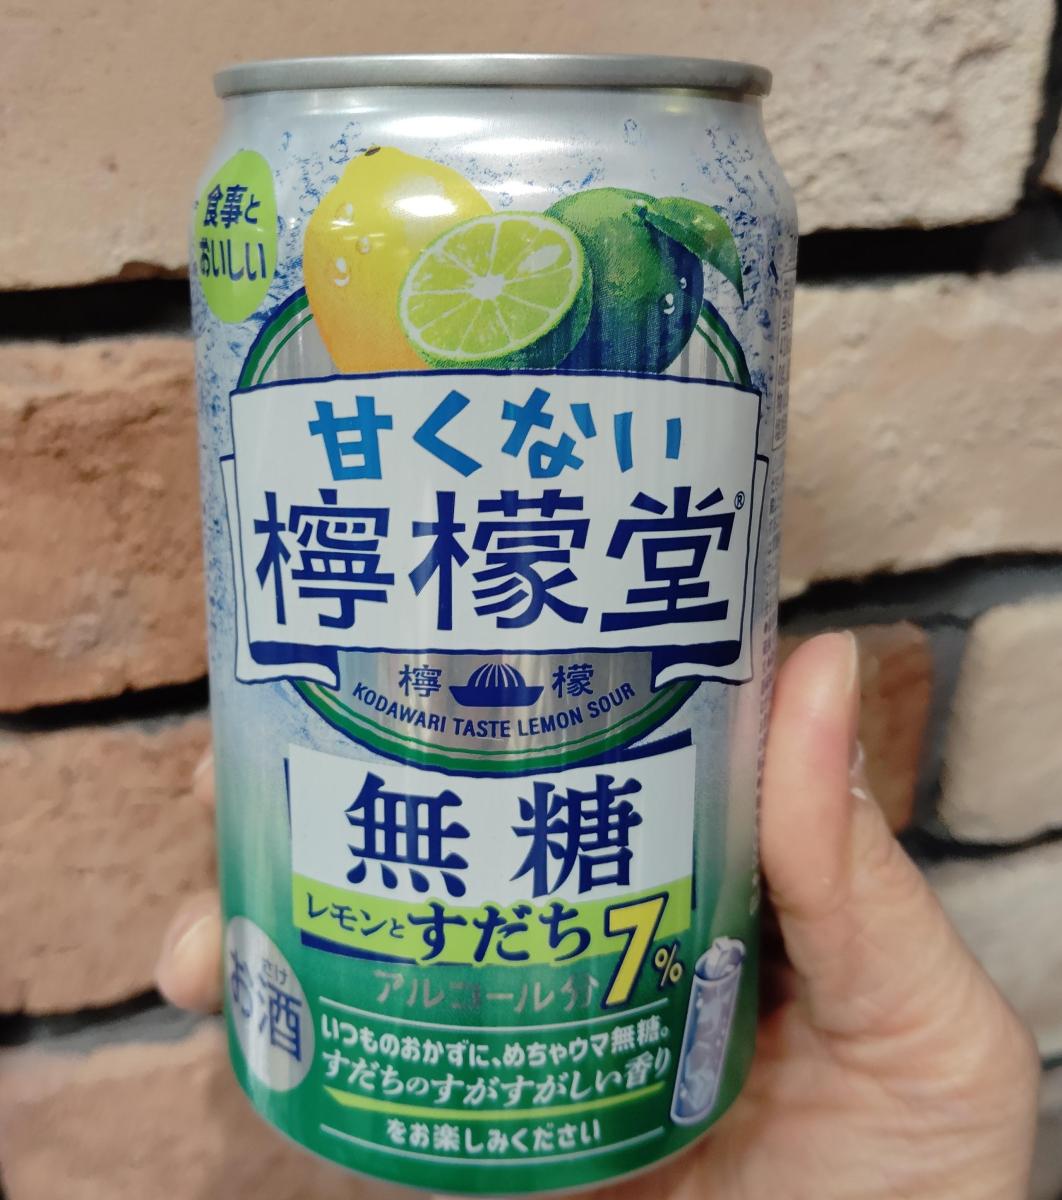 食事と
おいしい
甘くない
檸檬堂®
檸 檬
KODAWARI TASTE LEMON SOUR
無糖
レモンとすだち
アルコール分7%
さけ
お酒
いつものおかずに、めちゃウマ無糖。
すだちのすがすがしい香り
をお楽しみください